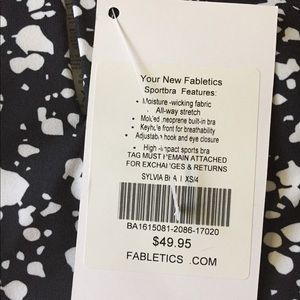 Your New Fabletics
Sportbra Features:
• Moisture -wicking fabric
All-way stretch
• Molded neoprene built-in bra
• Keyhole front for breathability
Adjustable hook and eye closure
• High -impact sports bra
TAG MUST REMAIN ATTACHED
FOR EXCHANGES & RETURNS
SYLVIA BRA | XS/4
BA1615081-2086-17020
$49.95
FABLETICS .COM